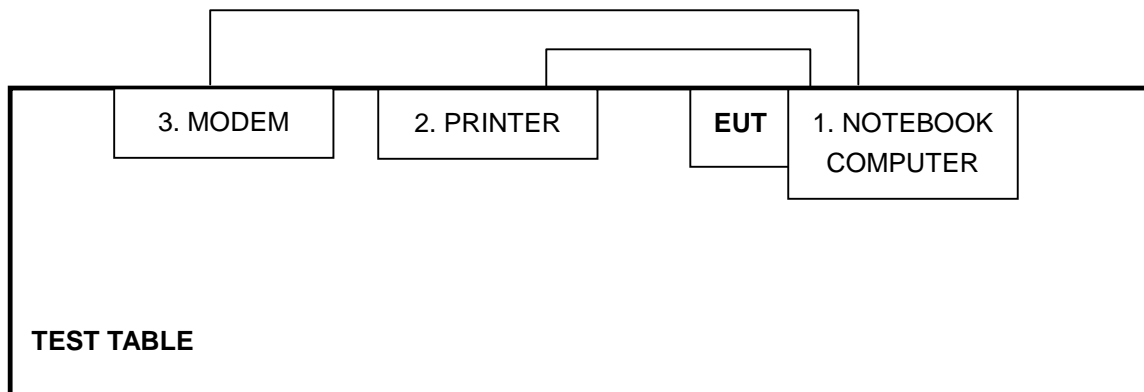 3. MODEM
2. PRINTER
EUT
1. NOTEBOOK
COMPUTER
TEST TABLE